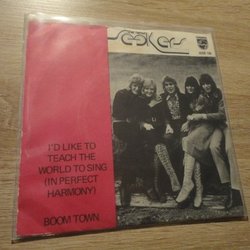 seekers
I'D LIKE TO
TEACH THE
WORLD TO SING
(IN PERFECT
HARMONY)
BOOM TOWN